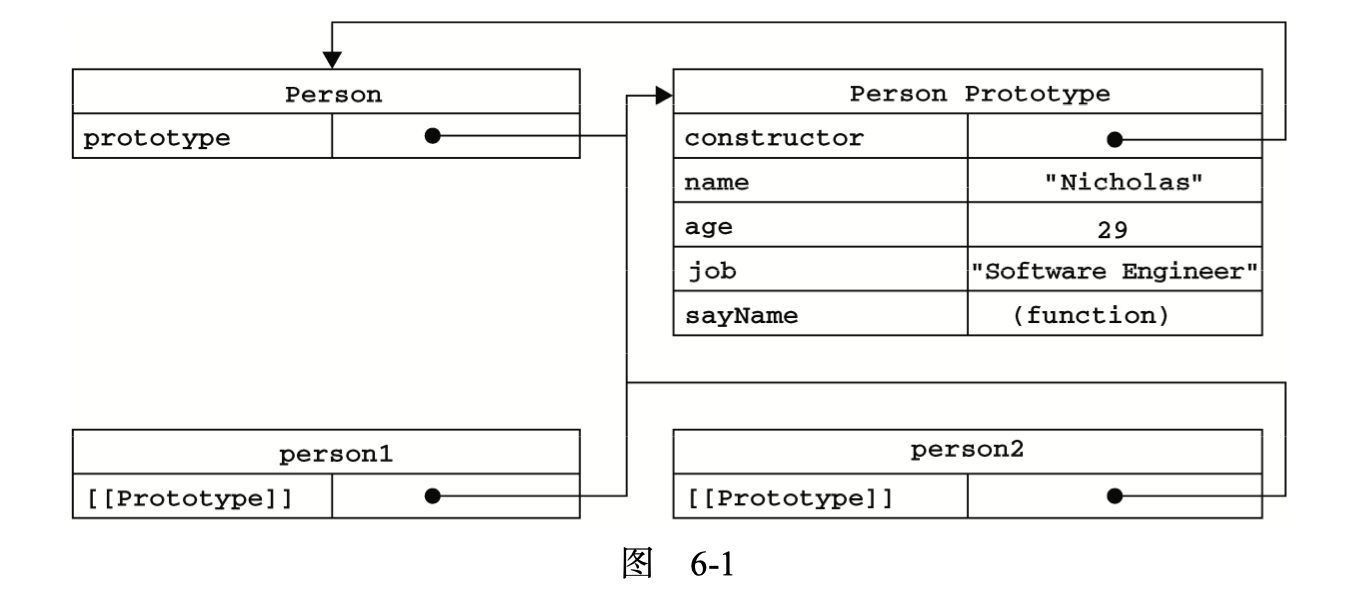 Person
prototype
Person Prototype
constructor
name "Nicholas"
age 29
job "Software Engineer"
sayName (function)
person1
[[Prototype]]
person2
[[Prototype]]
图 6-1